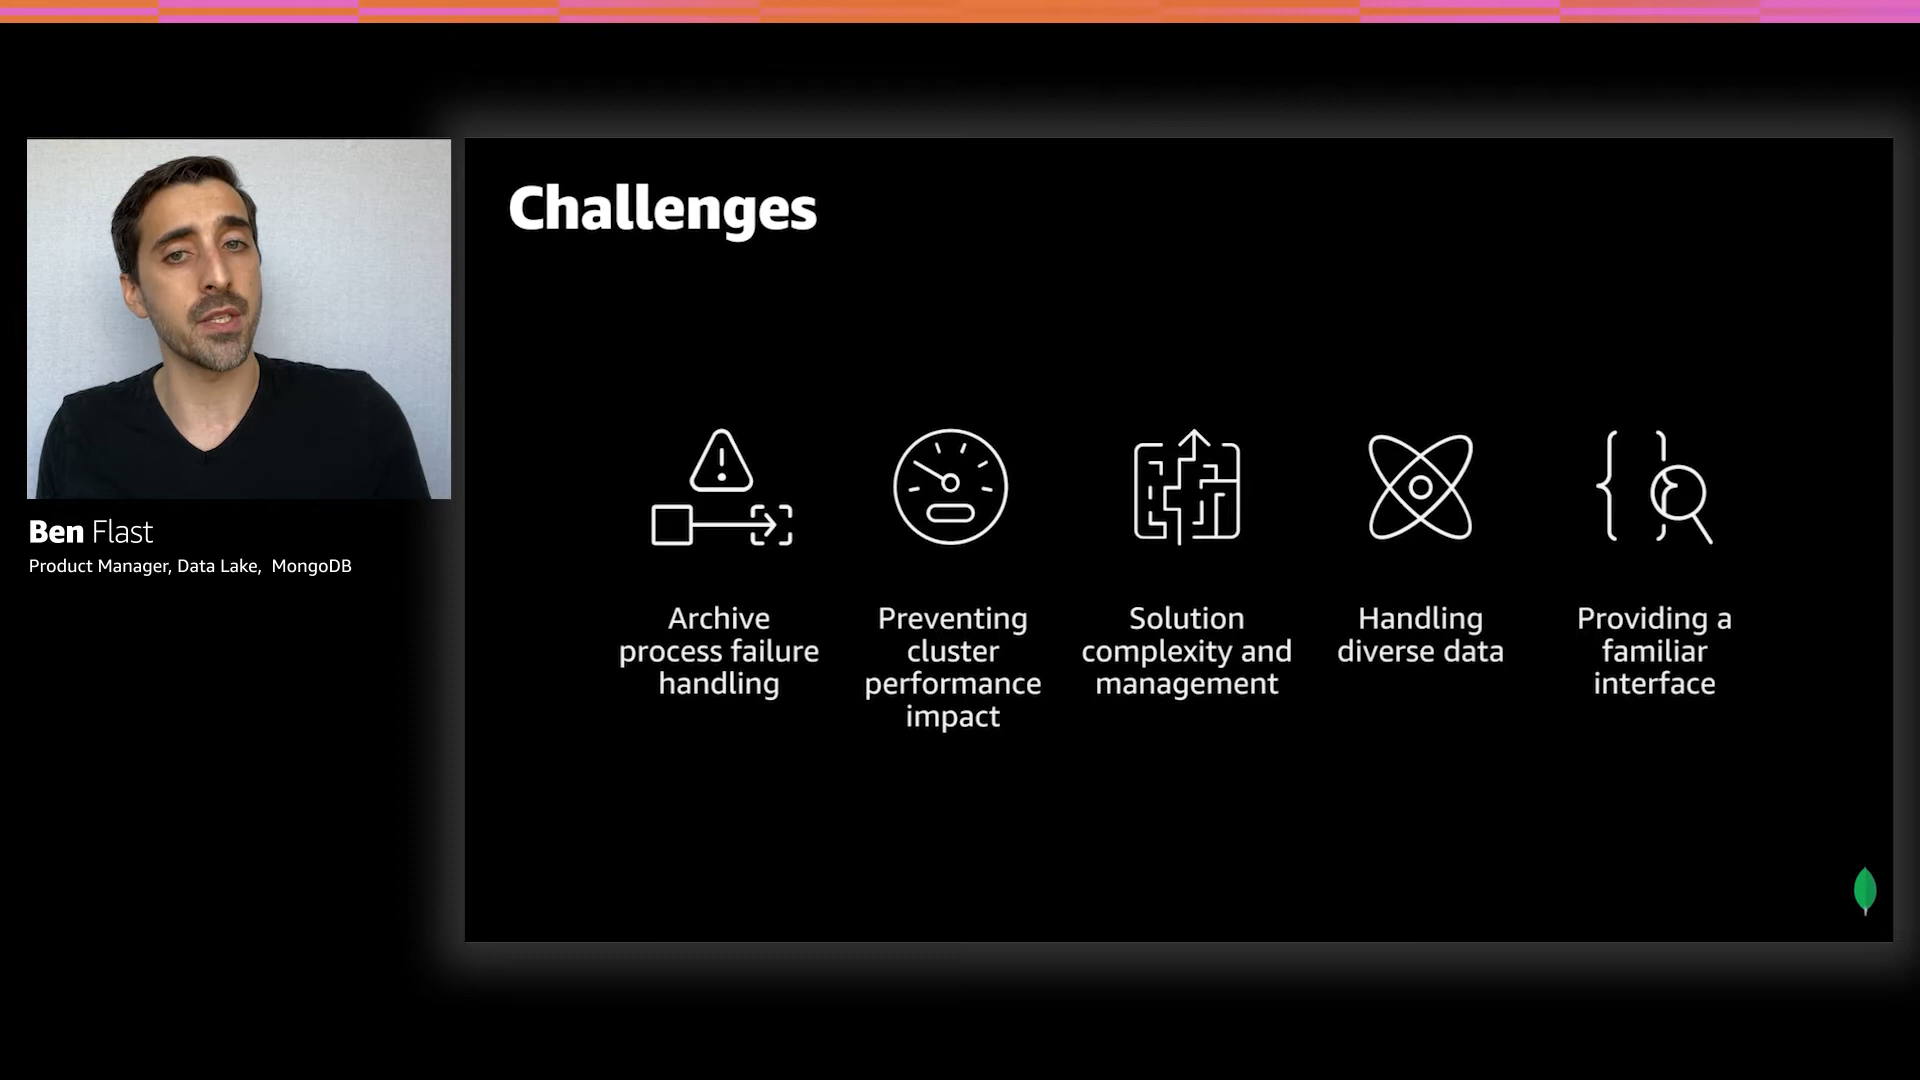 Challenges
Ben Flast
Product Manager, Data Lake, MongoDB
Archive
process failure
handling
Preventing
cluster
performance
impact
Solution
complexity and
management
Handling
diverse data
Providing a
familiar
interface